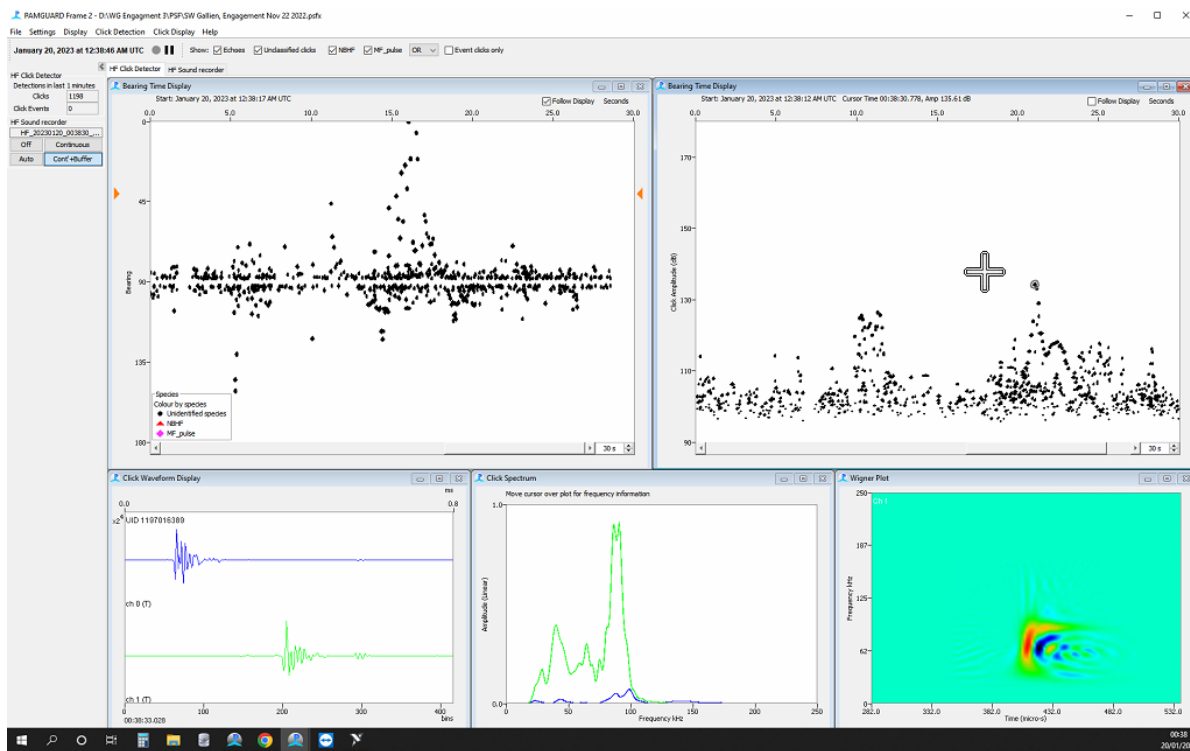 PAMGUARD Frame 2 - D:\WG Engagment 3\PSF\SW Gallien, Engagement Nov 22 2022.psfx
File Settings Display Click Detection Click Display Help
January 20, 2023 at 12:38:46 AM UTC Show: Echoes Unclassified clicks NBHF MF_pulse OR Event clicks only
HF Click Detector
Detections in last 1 minutes
Clicks 1198
Click Events 0
HF Sound recorder
HF_20230120_003830_...
Off Continuous
Auto Cont'+Buffer
HF Click Detector HF Sound recorder
Bearing Time Display
Start: January 20, 2023 at 12:38:17 AM UTC Follow Display Seconds
0.0 5.0 10.0 15.0 20.0 25.0 30.0
0
45
90
135
180
Bearing
Species
Colour by species
Unidentified species
NBHF
MF_pulse
30 s
Bearing Time Display
Start: January 20, 2023 at 12:38:12 AM UTC Cursor Time 00:38:30.778, Amp 135.61 dB Follow Display Seconds
0.0 5.0 10.0 15.0 20.0 25.0 30.0
170
150
130
110
90
Click Amplitude (dB)
30 s
Click Waveform Display
ms
0.0 0.8
x2⁴
UID 1197016389
ch 0 (T)
ch 1 (T)
00:38:33.028
0 100 200 300 400
bins
Click Spectrum
Move cursor over plot for frequency information
1.0
0.0
Amplitude (Linear)
0 50 100 150 200 250
Frequency kHz
Wigner Plot
Ch 1
250
187
125
62
0
Frequency kHz
282.0 332.0 382.0 432.0 482.0 532.0
Time (micro-s)
00:38
20/01/20